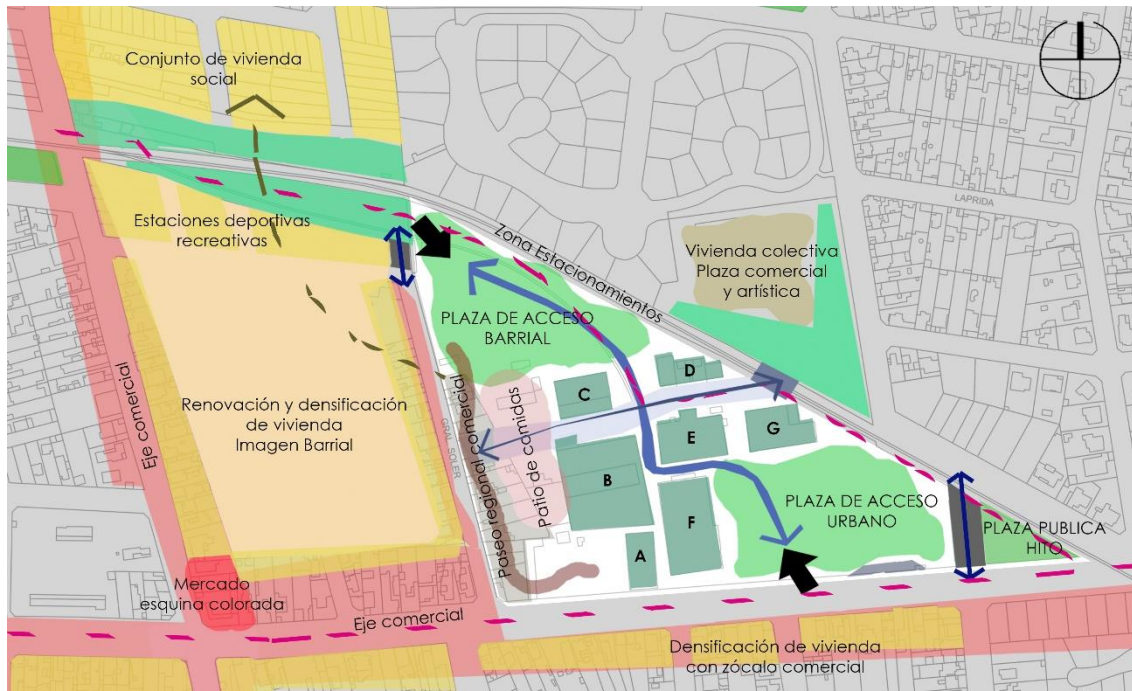 Conjunto de vivienda
social
LAPRIDA
Estaciones deportivas
recreativas
Zona Estacionamientos
Vivienda colectiva
Plaza comercial
y artística
PLAZA DE ACCESO
BARRIAL
Eje comercial
Renovación y densificación
de vivienda
Imagen Barrial
GRAL SOLER
Paseo regional comercial
Patio de comidas
C
D
E
G
B
F
A
PLAZA DE ACCESO
URBANO
PLAZA PUBLICA
HITO
Mercado
esquina colorada
Eje comercial
Densificación de vivienda
con zócalo comercial